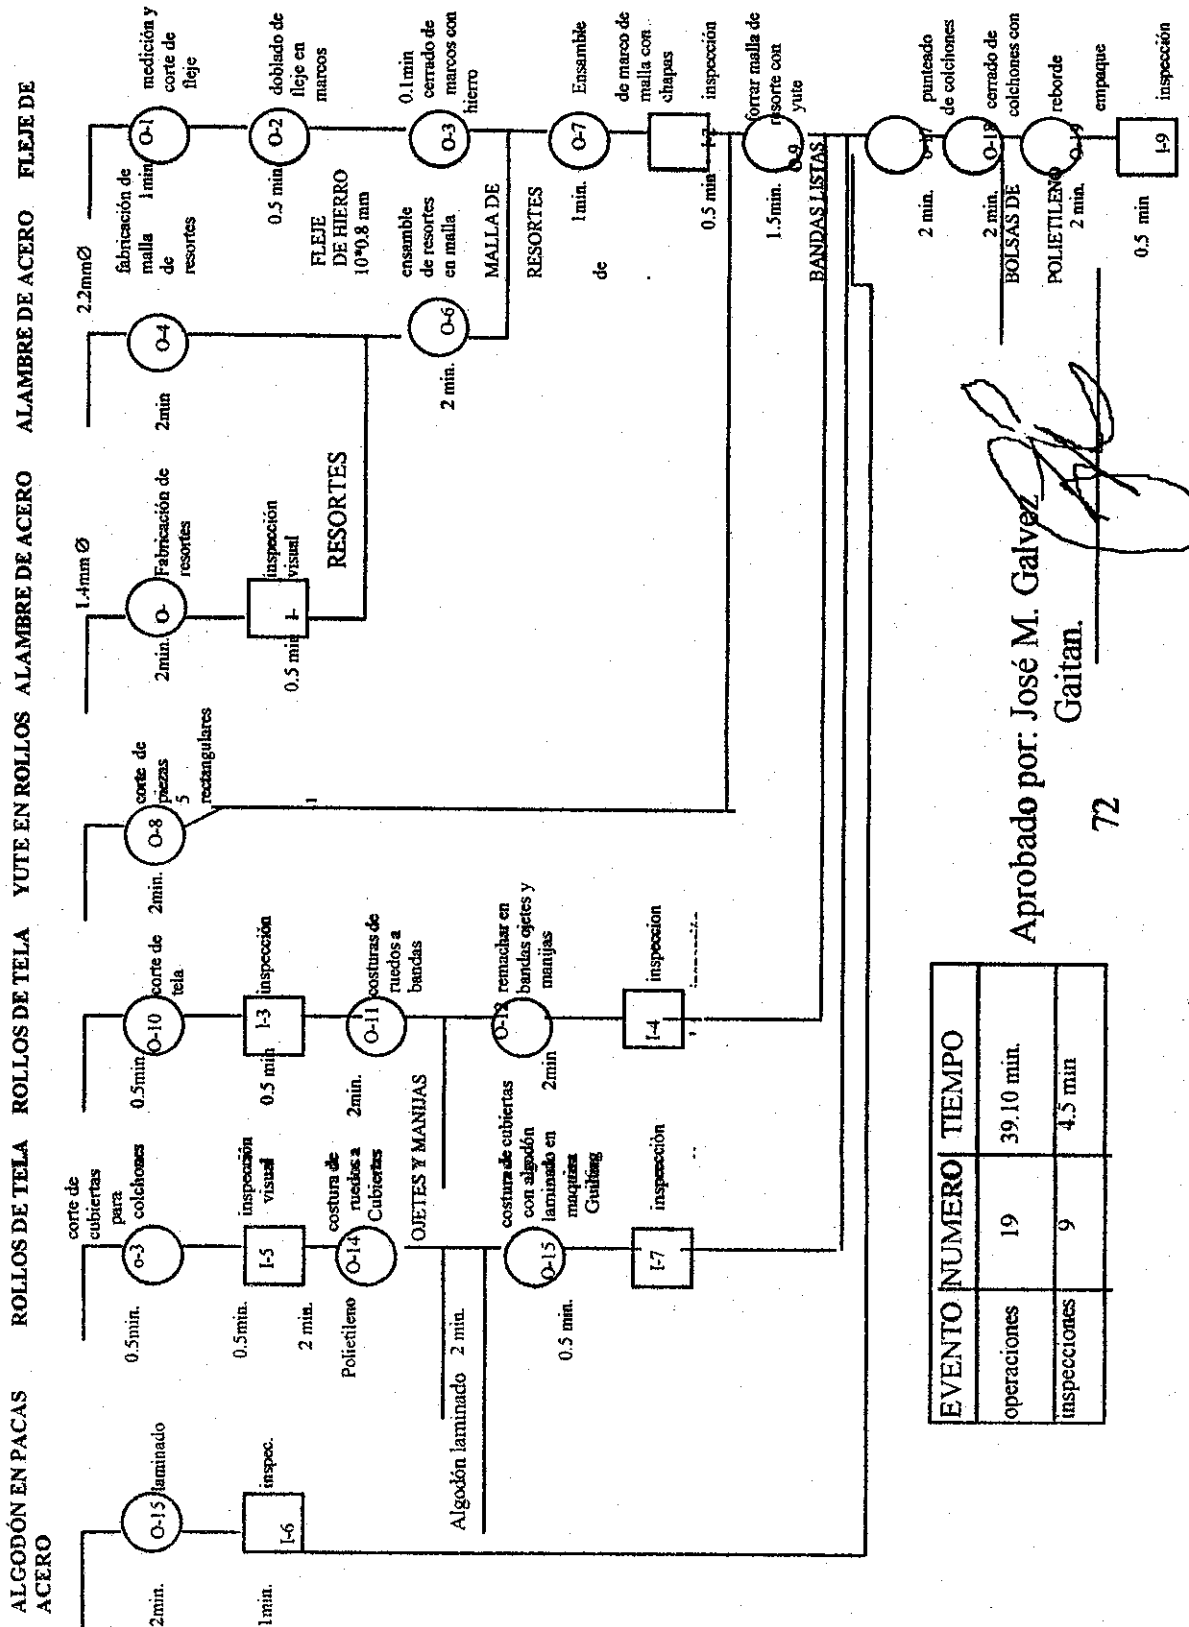 ALGODÓN EN PACAS ROLLOS DE TELA ROLLOS DE TELA YUTE EN ROLLOS ALAMBRE DE ACERO ALAMBRE DE ACERO FLEJE DE
ACERO
2min.
O-15
laminado
1min.
I-6
inspec.
Algodón laminado
corte de
cubiertas
para
colchones
0.5min.
o-3
inspección
visual
0.5min.
I-5
2 min.
costura de
ruedos a
Cubiertas
O-14
Polietileno
2 min.
costura de cubiertas
con algodón
laminado en
maquina
Guilting
O-15
0.5 min.
I-7
inspección
corte de
tela
0.5min.
O-10
inspección
0.5 min
I-3
costuras de
ruedos a
bandas
2min.
O-11
OJETES Y MANIJAS
remachar en
bandas ojetes y
manijas
O-12
2min
inspeccion
I-4
corte de
piezas
5
rectangulares
2min.
O-8
1
1.4mm Ø
Fabricación de
resortes
2min.
O-
inspección
visual
0.5 min
I-
RESORTES
2.2mmØ
fabricación de
malla
de
resortes
2min
O-4
ensamble
de resortes
en malla
2 min.
O-6
MALLA DE
RESORTES
de
medición y
corte de
fleje
1min
O-1
doblado de
fleje en
marcos
0.5 min
O-2
FLEJE
DE HIERRO
10*0.8 mm
0.1min
cerrado de
marcos con
hierro
O-3
Ensamble
de marco de
malla con
chapas
1min.
O-7
inspección
0.5 min
forrar malla de
resorte con
yute
1.5min.
O-9
BANDAS LISTAS
punteado
de colchones
2 min.
cerrado de
colchones con
reborde
2 min.
O-18
BOLSAS DE
POLIETILENO
empaque
2 min.
O-19
inspección
0.5 min
I-9
EVENTO NUMERO TIEMPO
operaciones 19 39.10 min.
inspecciones 9 4.5 min
Aprobado por: José M. Galvez
Gaitan.
72